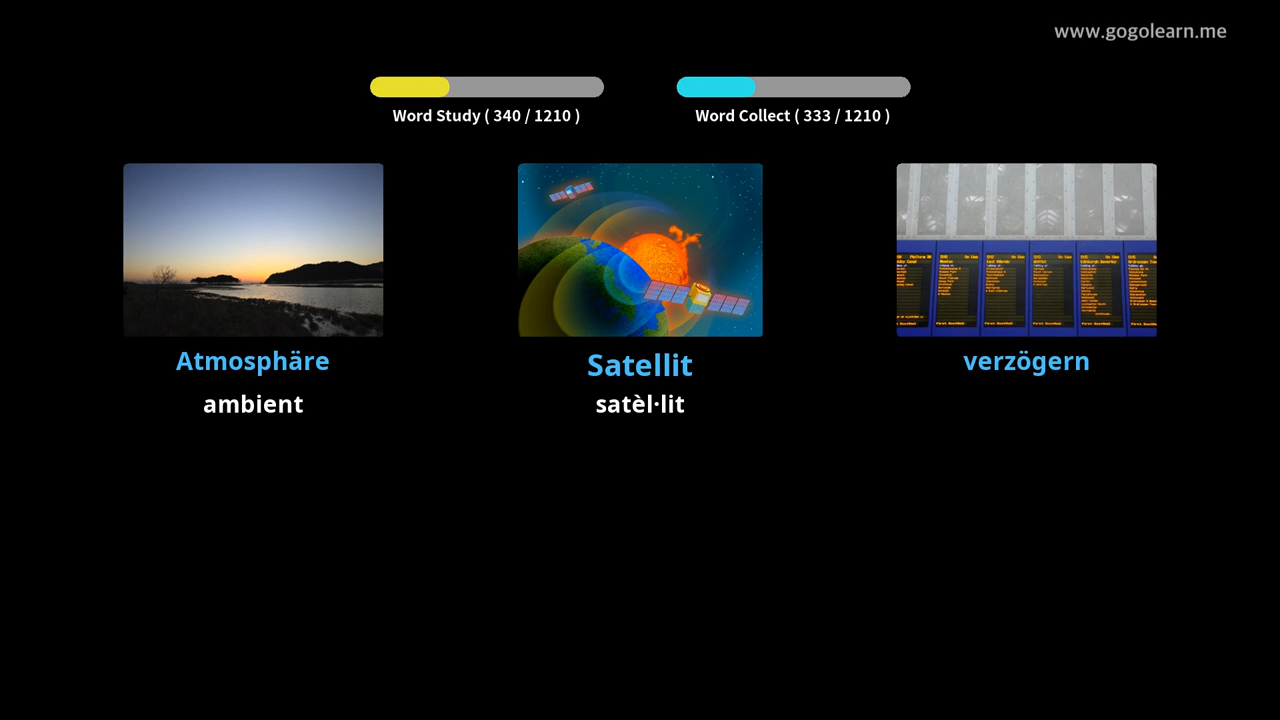 www.gogolearn.me
Word Study ( 340 / 1210 )
Word Collect ( 333 / 1210 )
Atmosphäre
Satellit
verzögern
ambient
satèl·lit